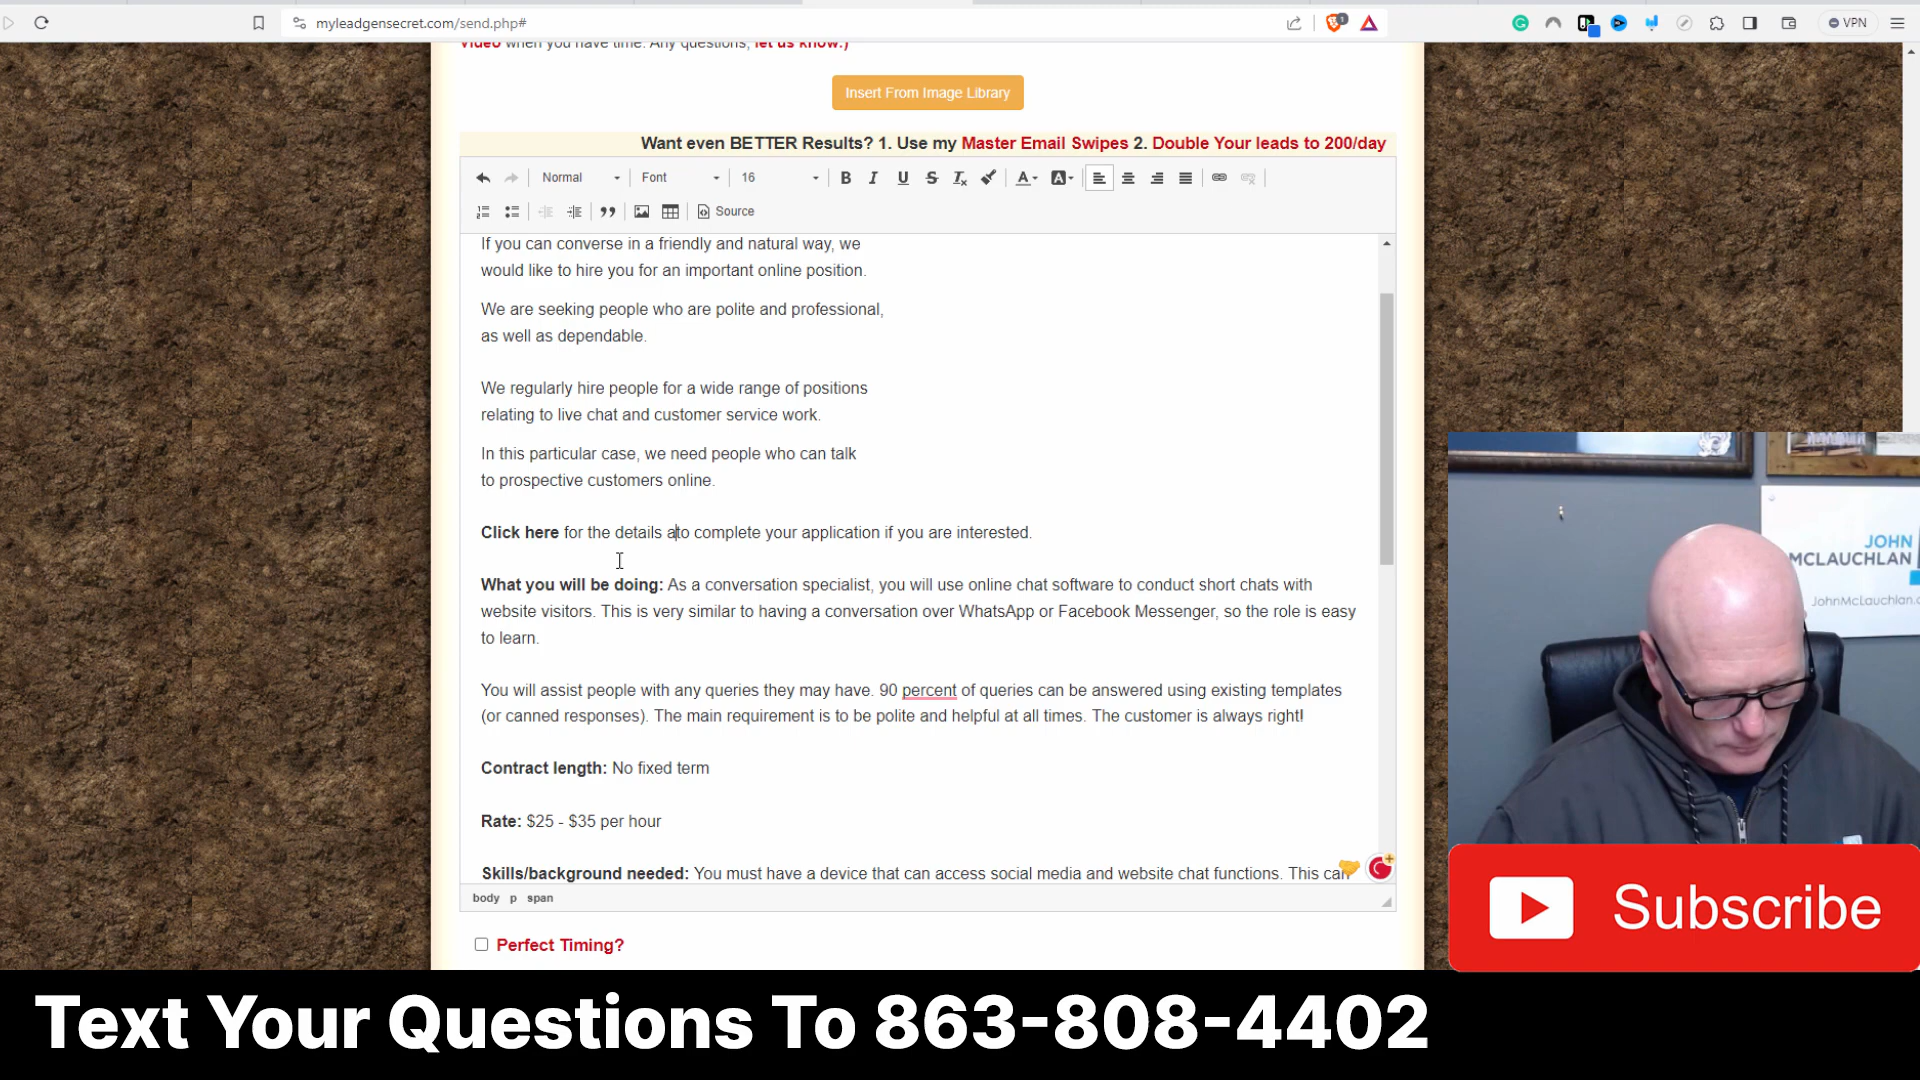 myleadgensecret.com/send.php#
VPN
Video when you have time. Any questions, let us know:)
Insert From Image Library
Want even BETTER Results? 1. Use my Master Email Swipes 2. Double Your leads to 200/day
Normal Font 16
Source
If you can converse in a friendly and natural way, we
would like to hire you for an important online position.
We are seeking people who are polite and professional,
as well as dependable.
We regularly hire people for a wide range of positions
relating to live chat and customer service work.
In this particular case, we need people who can talk
to prospective customers online.
Click here for the details ato complete your application if you are interested.
What you will be doing: As a conversation specialist, you will use online chat software to conduct short chats with
website visitors. This is very similar to having a conversation over WhatsApp or Facebook Messenger, so the role is easy
to learn.
You will assist people with any queries they may have. 90 percent of queries can be answered using existing templates
(or canned responses). The main requirement is to be polite and helpful at all times. The customer is always right!
Contract length: No fixed term
Rate: $25 - $35 per hour
Skills/background needed: You must have a device that can access social media and website chat functions. This can
body p span
Perfect Timing?
JOHN
MCLAUCHLAN
JohnMcLauchlan.
Subscribe
Text Your Questions To 863-808-4402